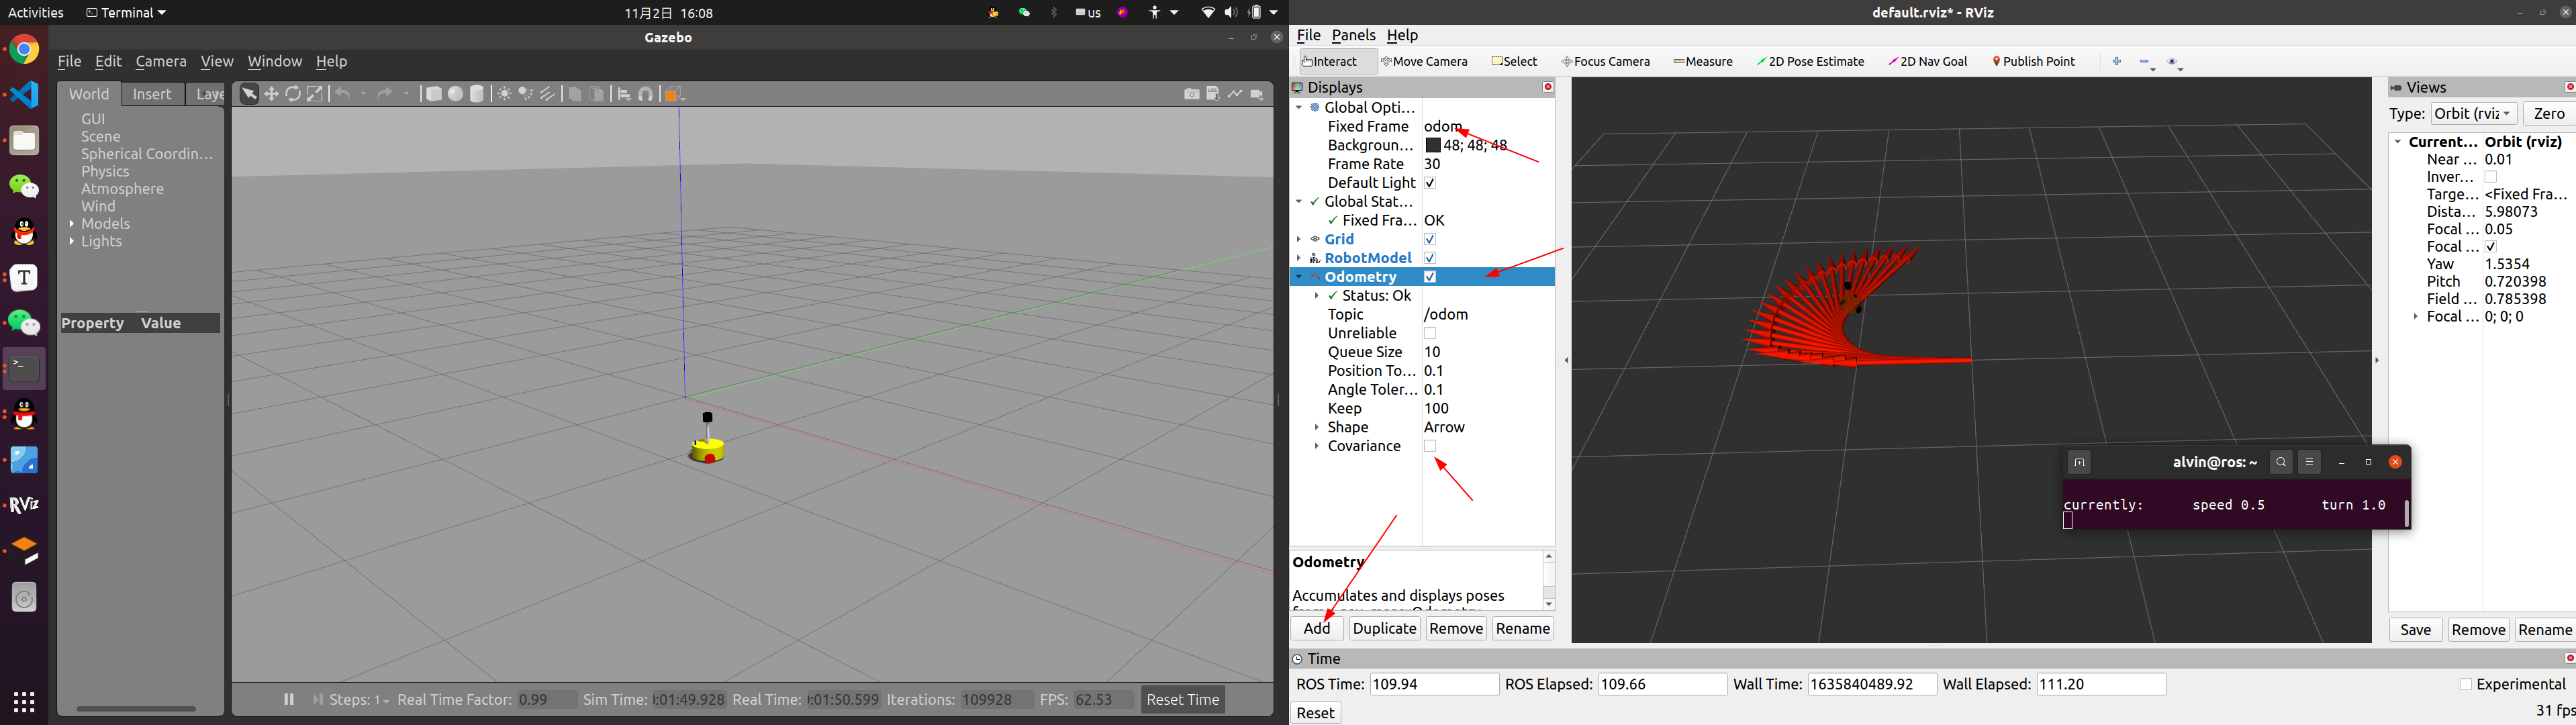 Activities
Terminal
11月2日 16:08
us
Gazebo
File Edit Camera View Window Help
World Insert Laye
GUI
Scene
Spherical Coordin…
Physics
Atmosphere
Wind
Models
Lights
Property Value
Steps: 1 Real Time Factor: 0.99 Sim Time: 0:01:49.928 Real Time: 0:01:50.599 Iterations: 109928 FPS: 62.53 Reset Time
RViz
default.rviz* - RViz
File Panels Help
Interact Move Camera Select Focus Camera Measure 2D Pose Estimate 2D Nav Goal Publish Point
Displays
Global Opti…
Fixed Frame odom
Backgroun… 48; 48; 48
Frame Rate 30
Default Light
Global Stat…
Fixed Fra… OK
Grid
RobotModel
Odometry
Status: Ok
Topic /odom
Unreliable
Queue Size 10
Position To… 0.1
Angle Toler… 0.1
Keep 100
Shape Arrow
Covariance
Odometry
Accumulates and displays poses
Add Duplicate Remove Rename
alvin@ros: ~
currently: speed 0.5 turn 1.0
Views
Type: Orbit (rviz Zero
Current… Orbit (rviz)
Near … 0.01
Inver…
Targe… <Fixed Fra…
Dista… 5.98073
Focal … 0.05
Focal …
Yaw 1.5354
Pitch 0.720398
Field … 0.785398
Focal … 0; 0; 0
Save Remove Rename
Time
ROS Time: 109.94 ROS Elapsed: 109.66 Wall Time: 1635840489.92 Wall Elapsed: 111.20 Experimental
Reset
31 fps